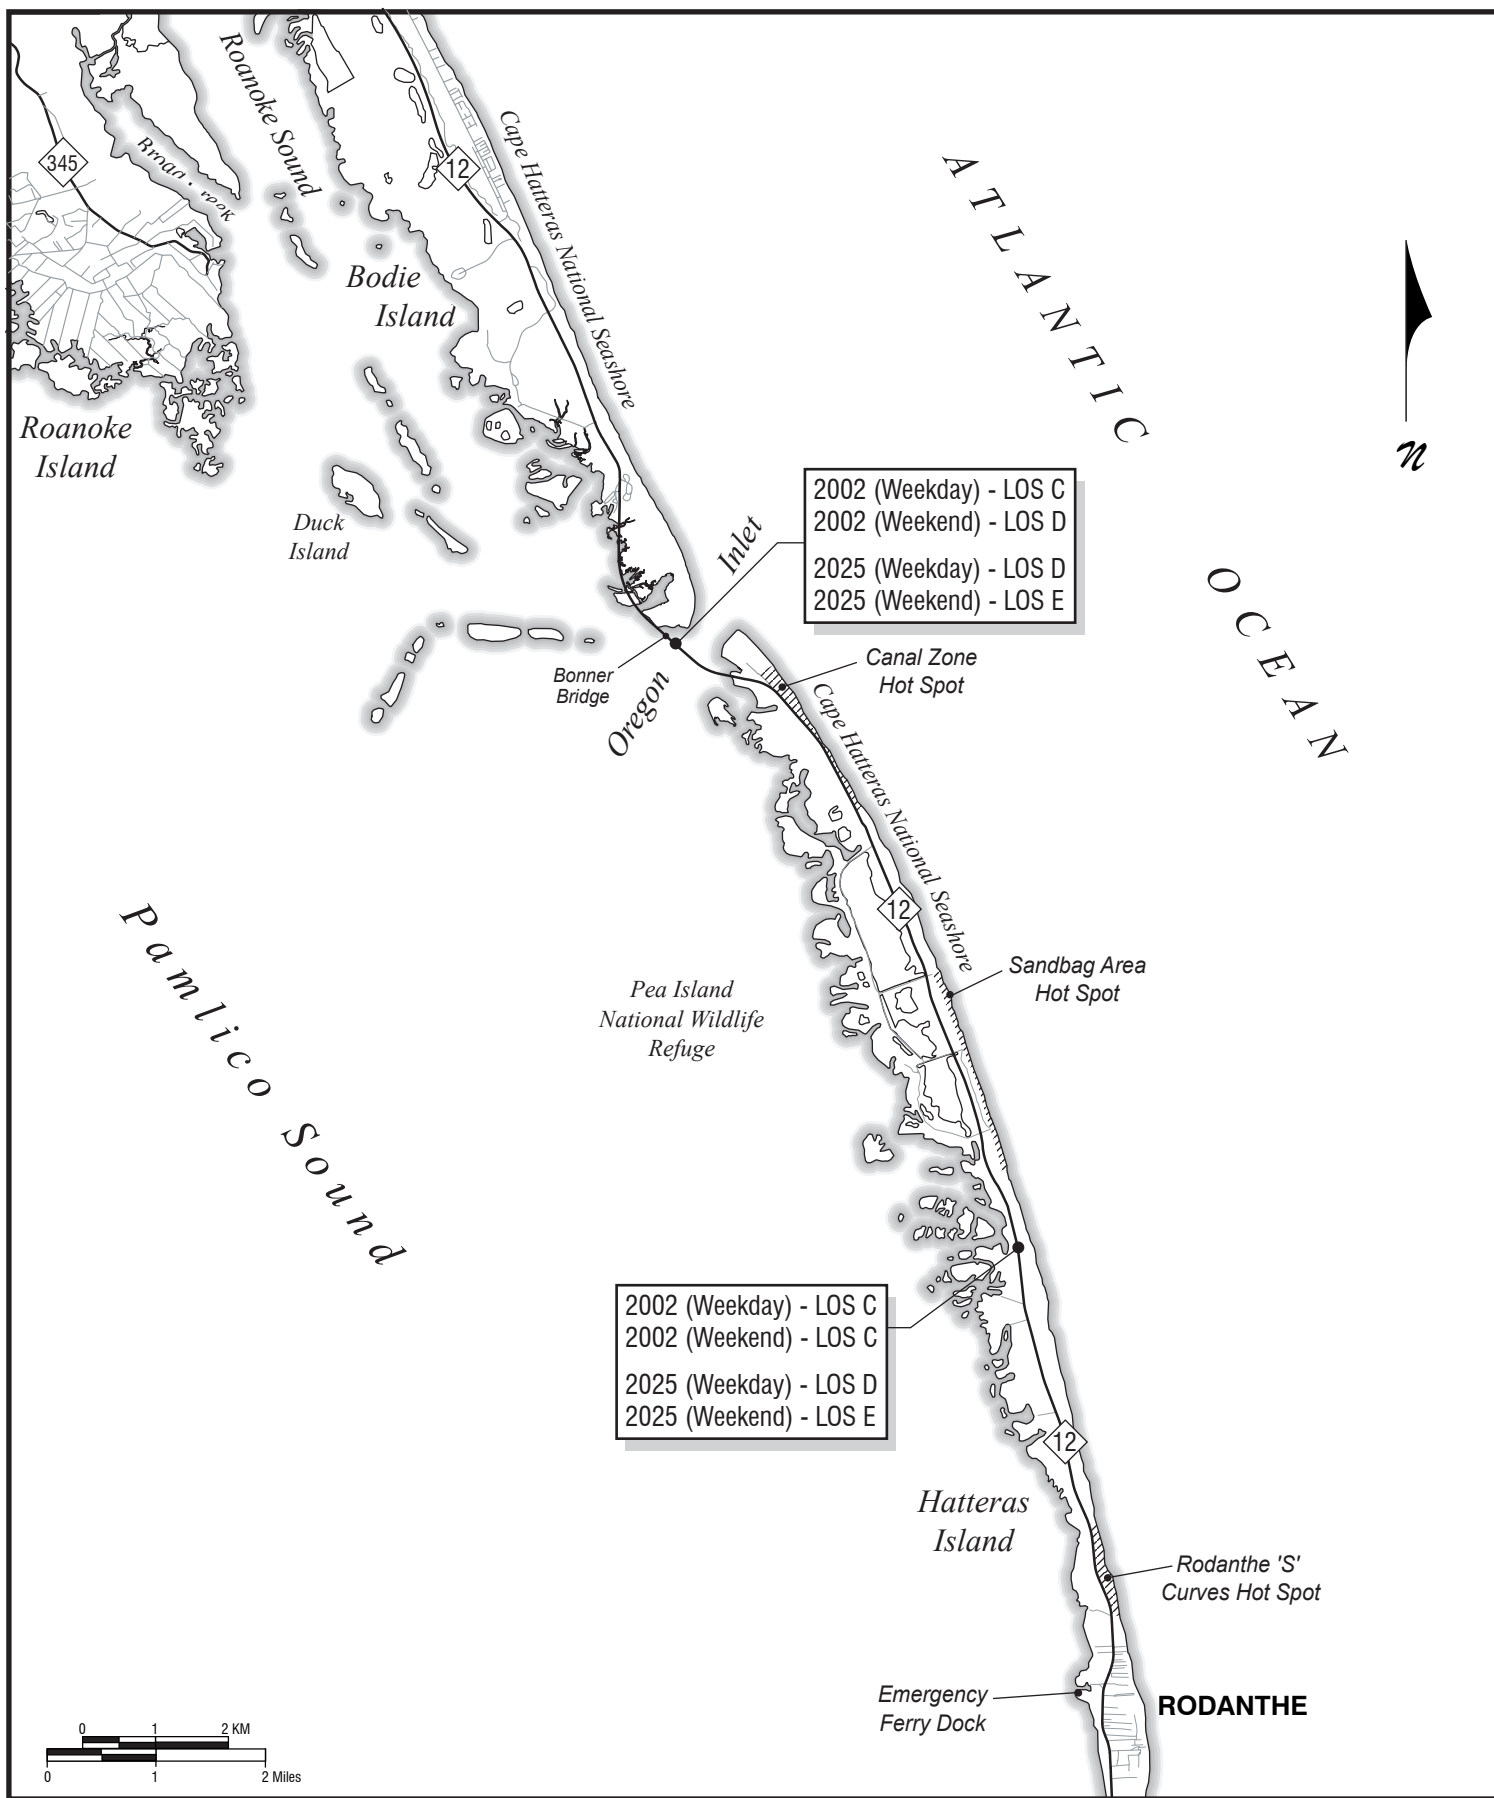 345
Roanoke Sound
12
Cape Hatteras National Seashore
ATLANTIC
OCEAN
Bodie
Island
Roanoke
Island
N
Duck
Island
2002 (Weekday) - LOS C
2002 (Weekend) - LOS D
2025 (Weekday) - LOS D
2025 (Weekend) - LOS E
Oregon Inlet
Bonner
Bridge
Canal Zone
Hot Spot
Cape Hatteras National Seashore
12
Pamlico Sound
Pea Island
National Wildlife
Refuge
Sandbag Area
Hot Spot
2002 (Weekday) - LOS C
2002 (Weekend) - LOS C
2025 (Weekday) - LOS D
2025 (Weekend) - LOS E
12
Hatteras
Island
Rodanthe 'S'
Curves Hot Spot
Emergency
Ferry Dock
RODANTHE
0 1 2 KM
0 1 2 Miles